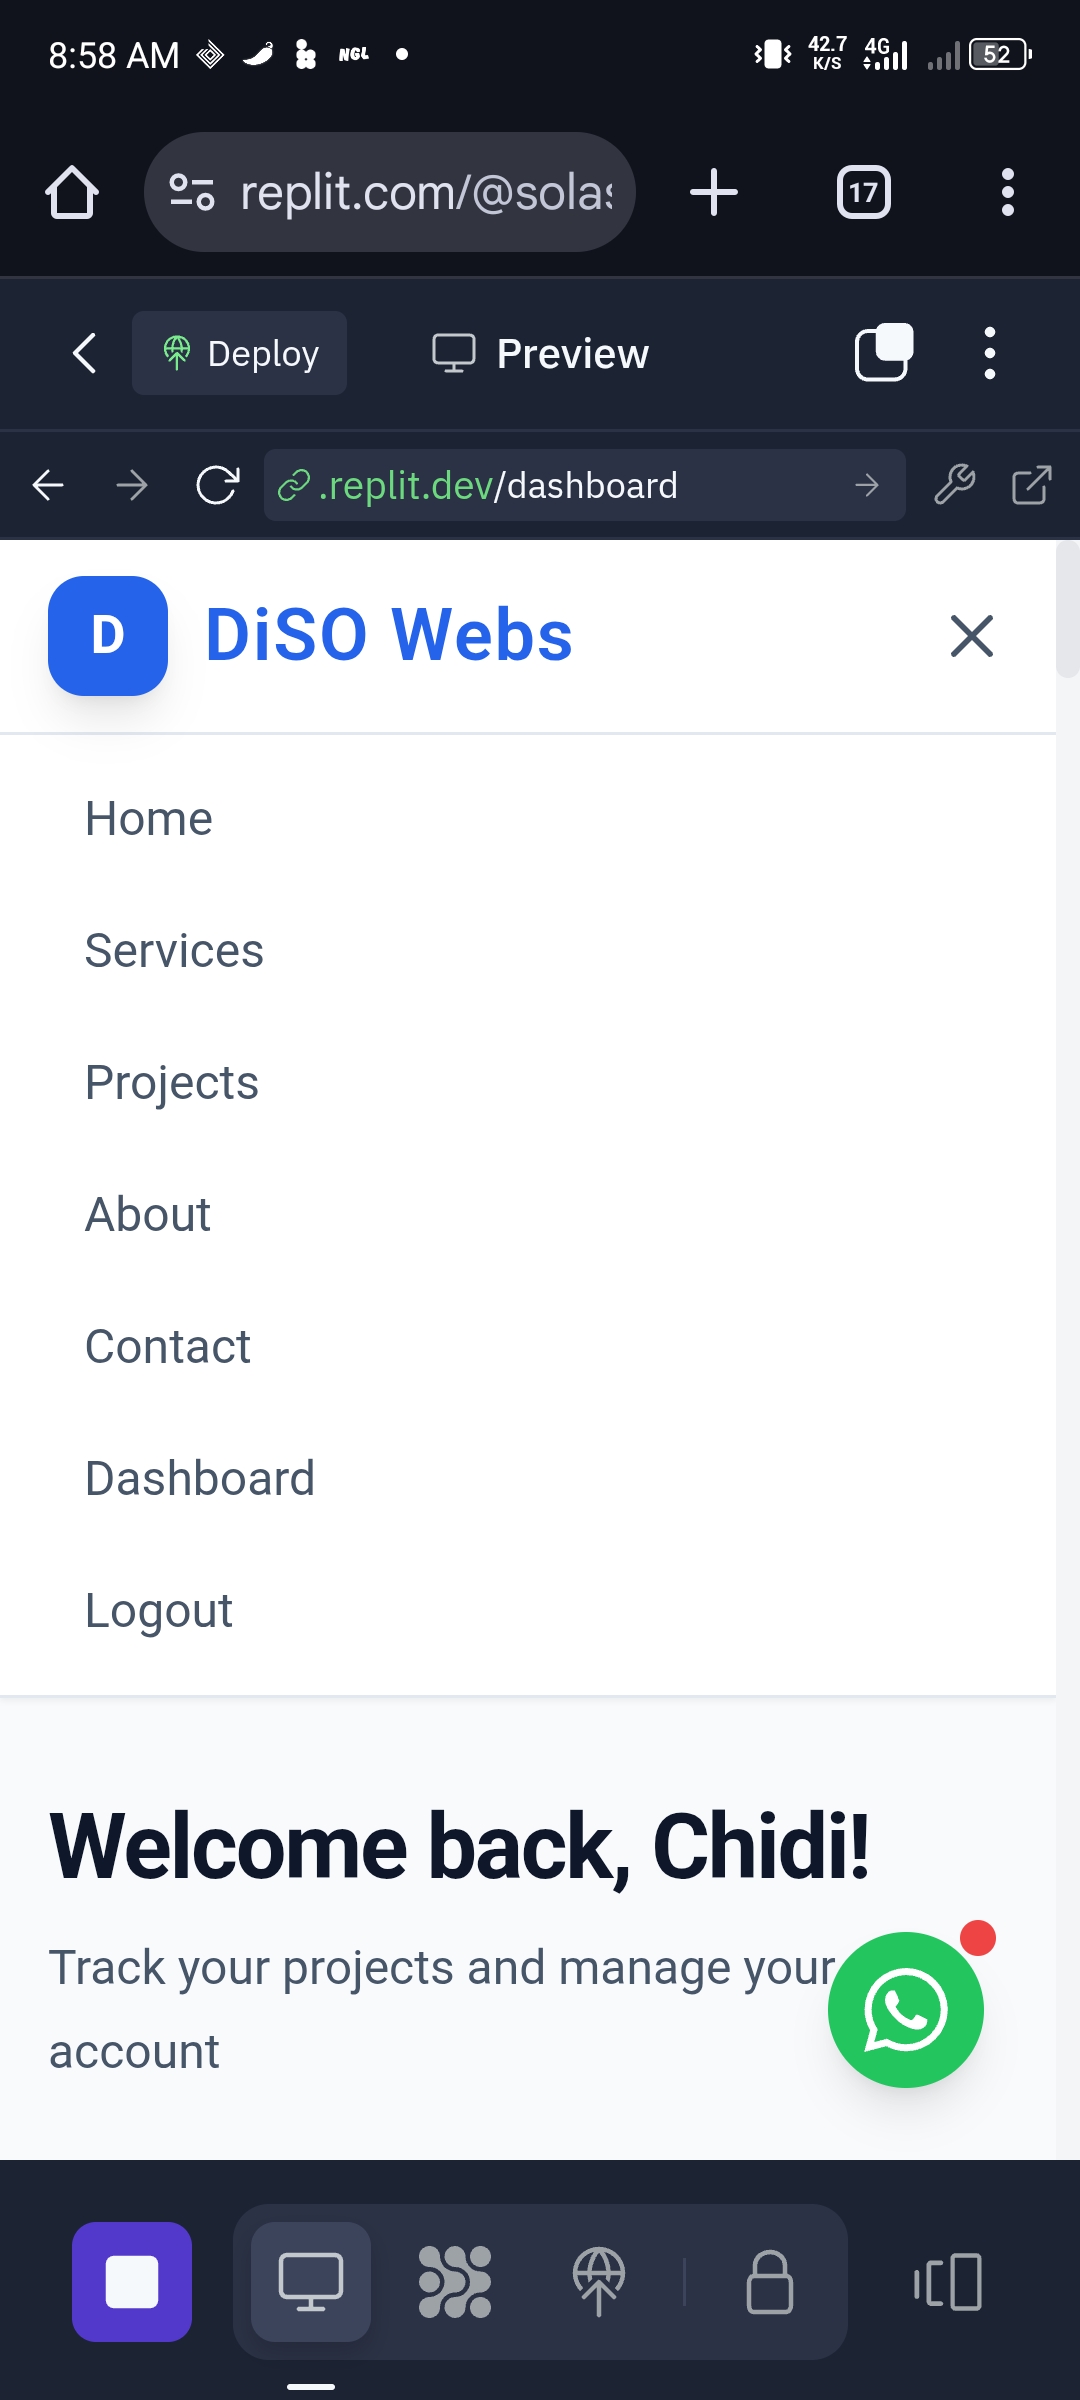 8:58 AM NGL 42.7 K/S 4G 52
replit.com/@solas
17
Deploy Preview
.replit.dev/dashboard
D DiSO Webs
Home
Services
Projects
About
Contact
Dashboard
Logout
Welcome back, Chidi!
Track your projects and manage your
account